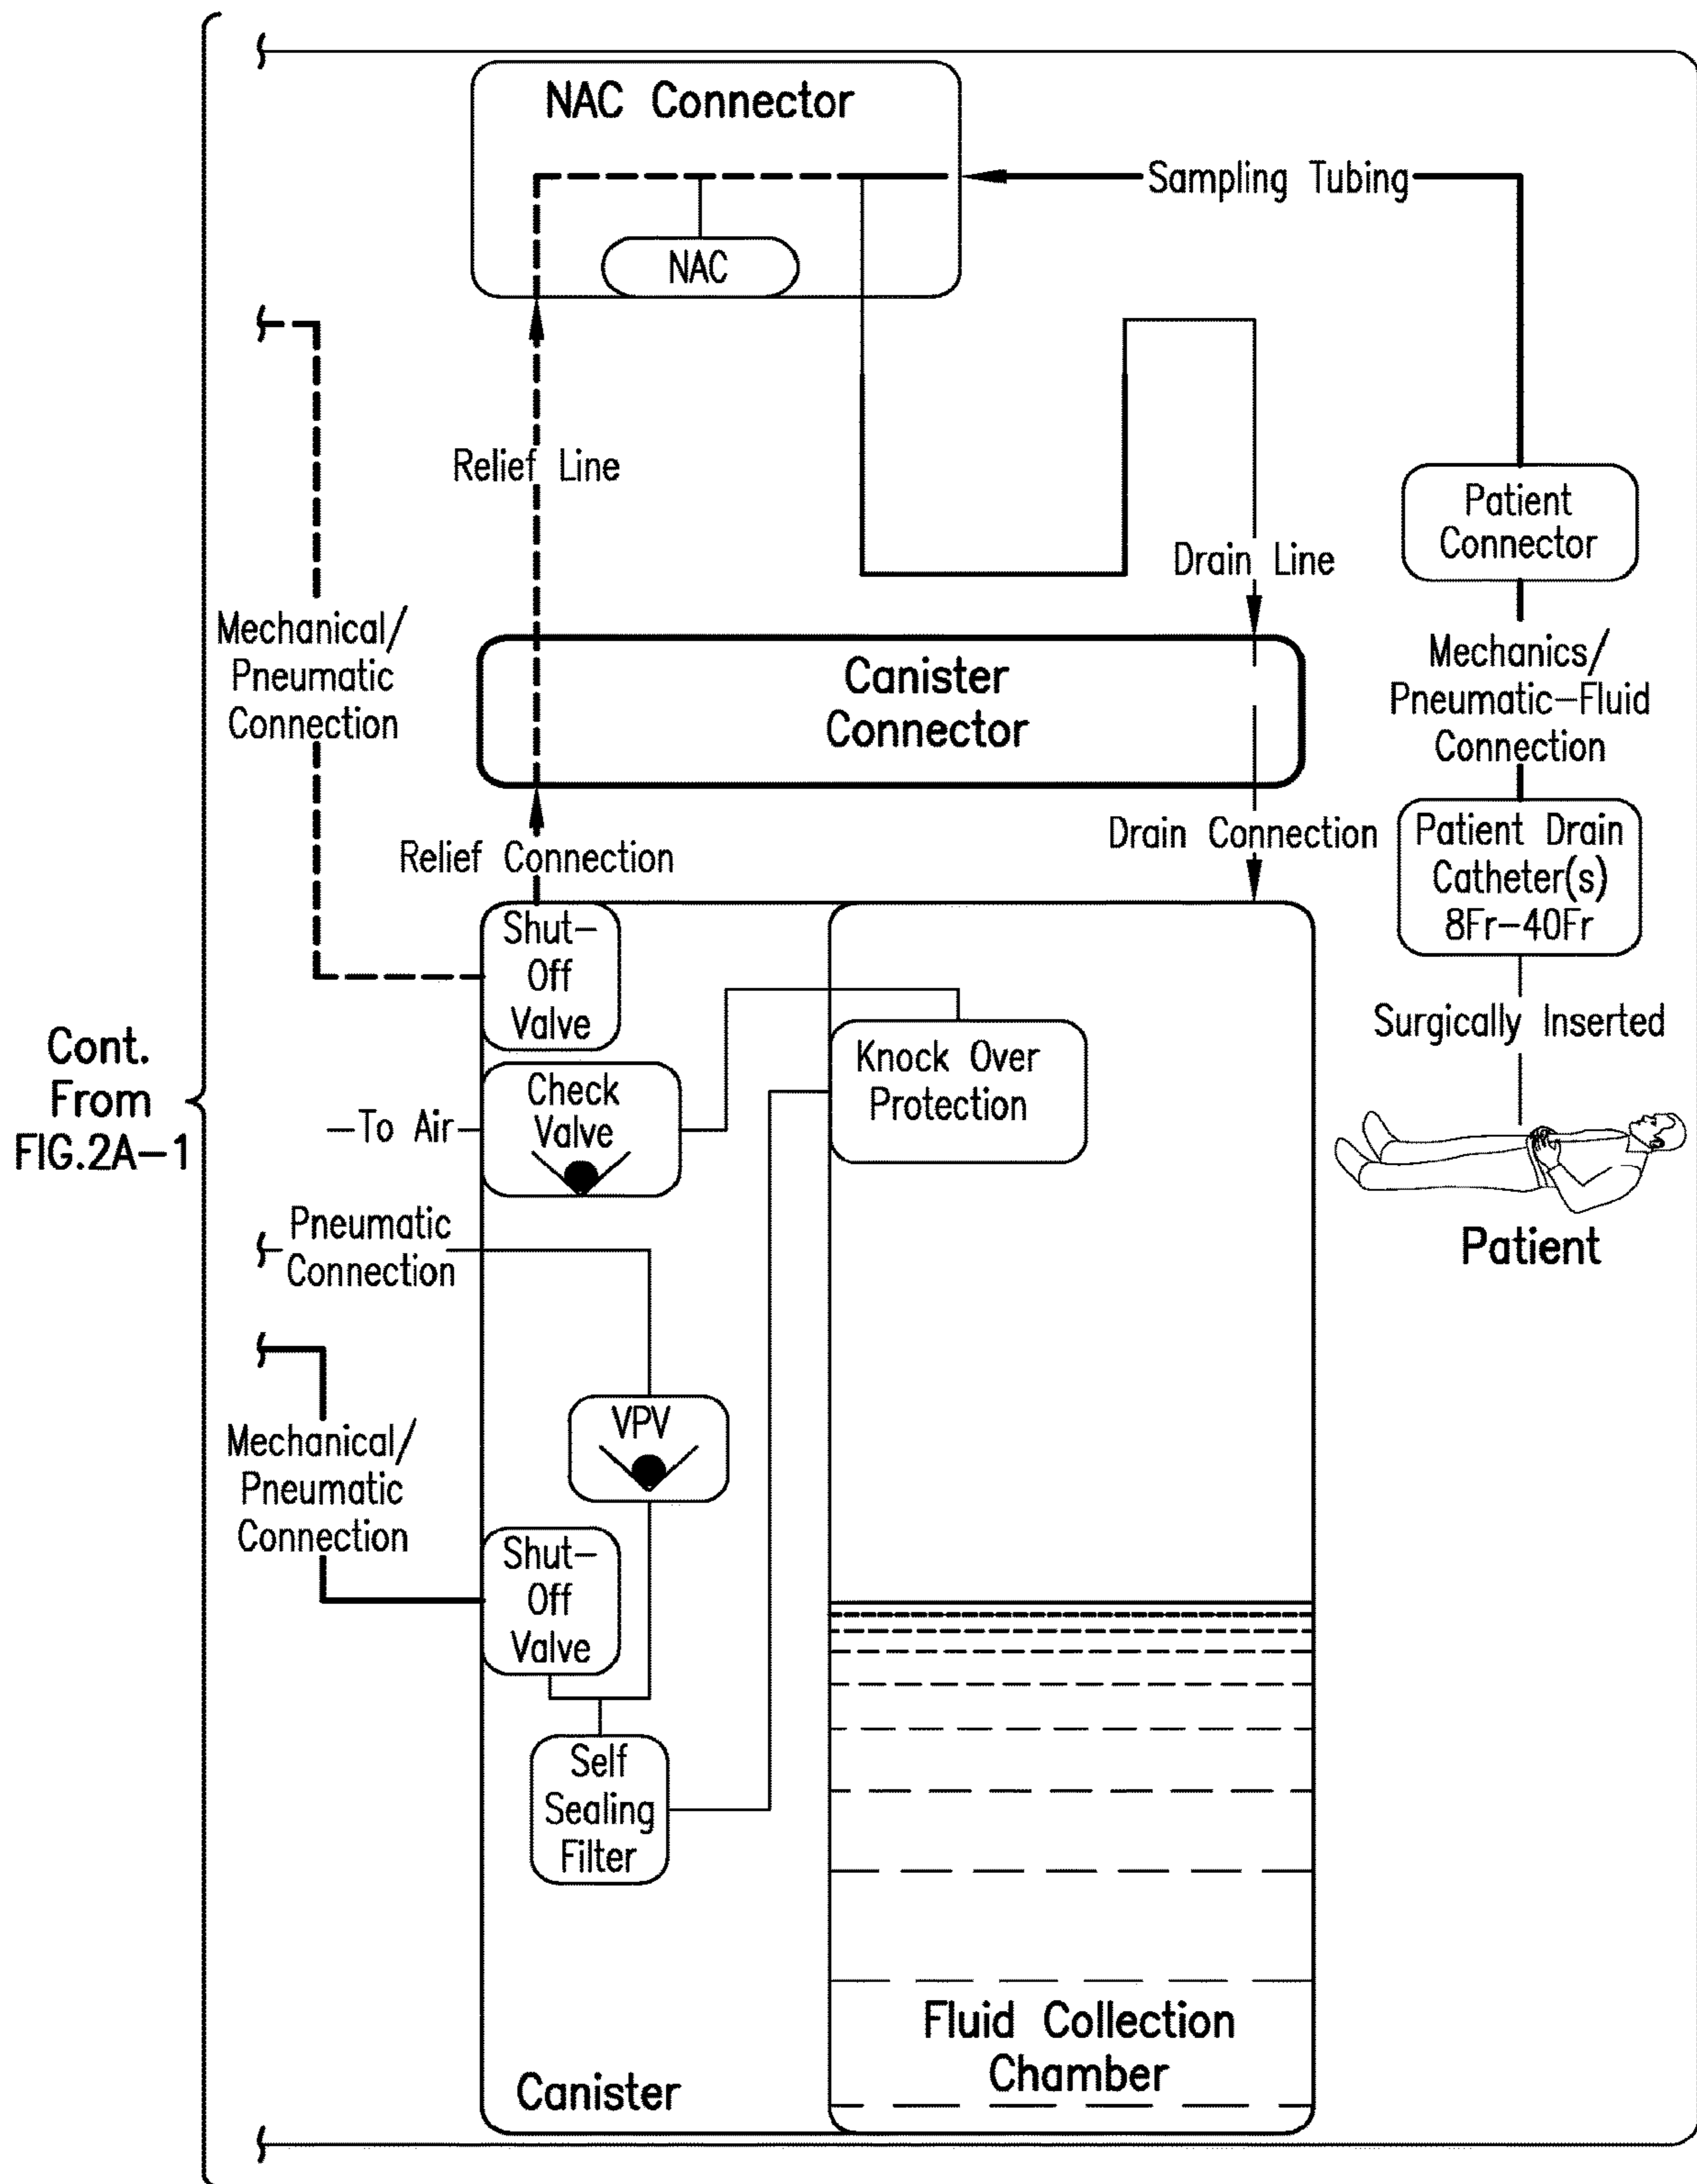 NAC Connector
Sampling Tubing
NAC
Relief Line
Patient
Connector
Drain Line
Mechanical/
Pneumatic
Connection
Canister
Connector
Mechanics/
Pneumatic-Fluid
Connection
Relief Connection
Drain Connection
Patient Drain
Catheter(s)
8Fr-40Fr
Shut-
Off
Valve
Surgically Inserted
Cont.
From
FIG.2A-1
Knock Over
Protection
To Air
Check
Valve
Patient
Pneumatic
Connection
VPV
Mechanical/
Pneumatic
Connection
Shut-
Off
Valve
Self
Sealing
Filter
Fluid Collection
Chamber
Canister